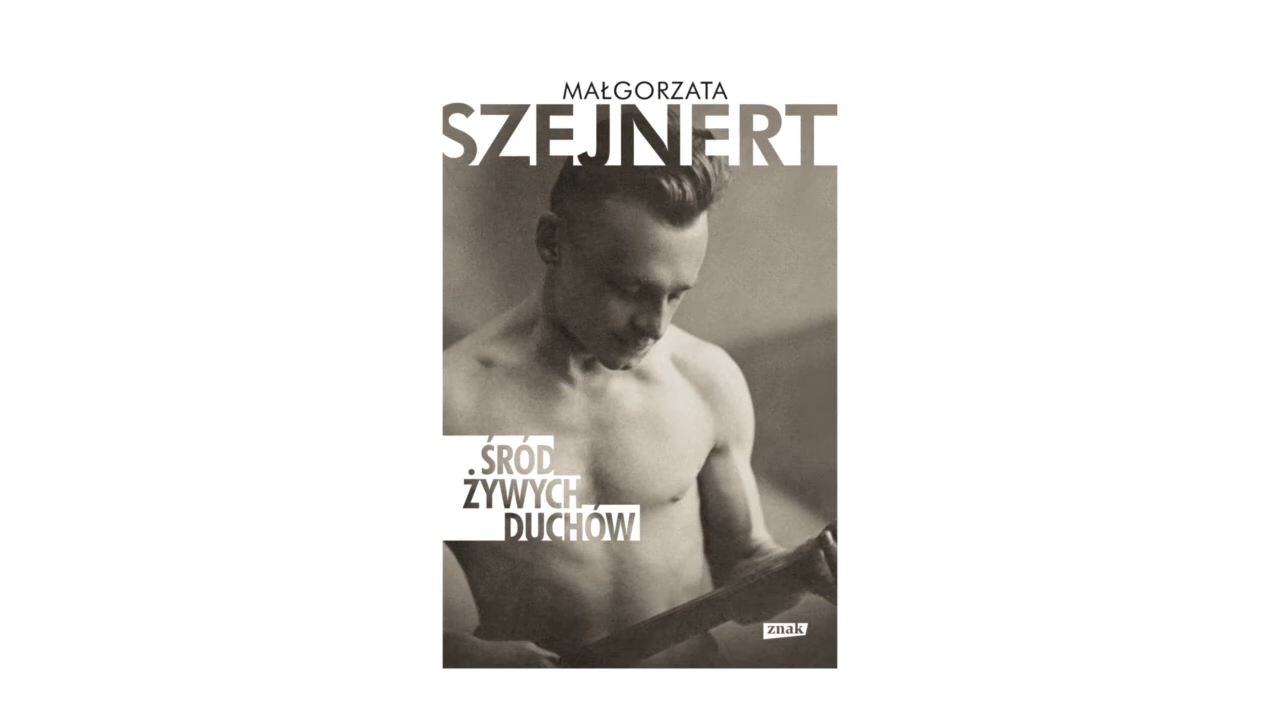 MAŁGORZATA
SZEJNERT
ŚRÓD
ŻYWYCH
DUCHÓW
znak